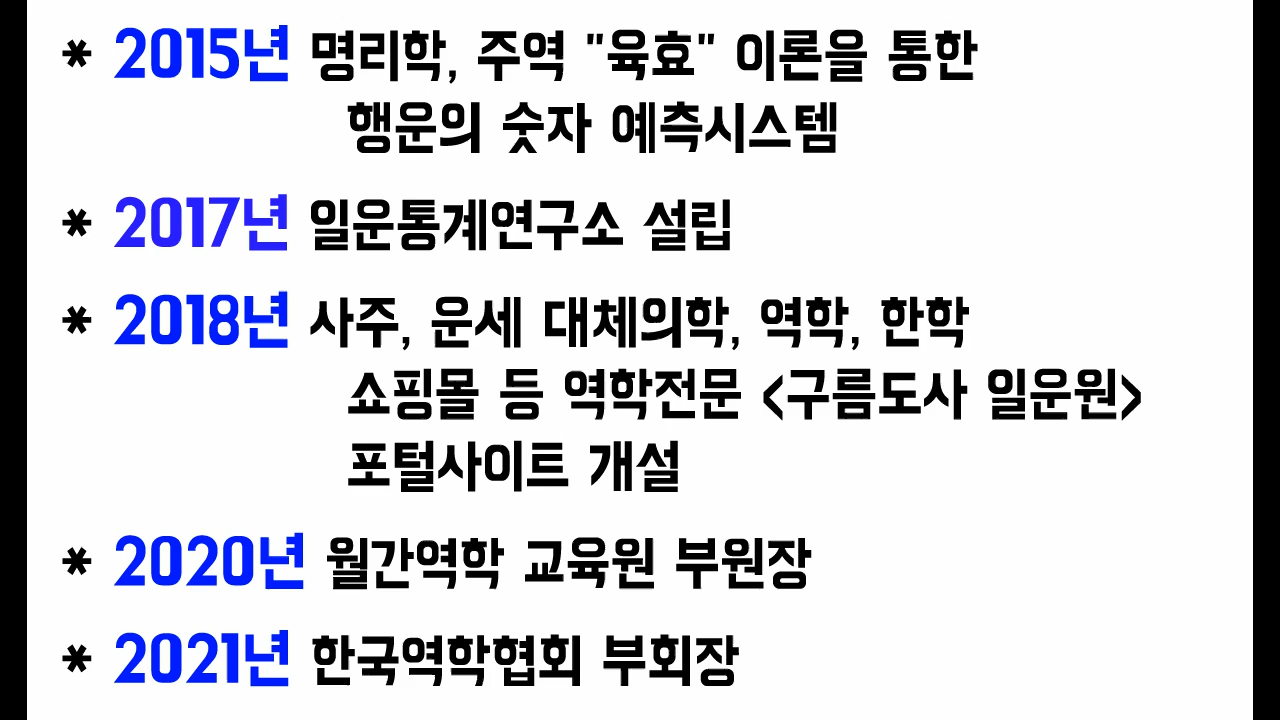 * 2015년 명리학, 주역 "육효" 이론을 통한
행운의 숫자 예측시스템
* 2017년 일운통계연구소 설립
* 2018년 사주, 운세 대체의학, 역학, 한학
쇼핑몰 등 역학전문 <구름도사 일운원>
포털사이트 개설
* 2020년 월간역학 교육원 부원장
* 2021년 한국역학협회 부회장